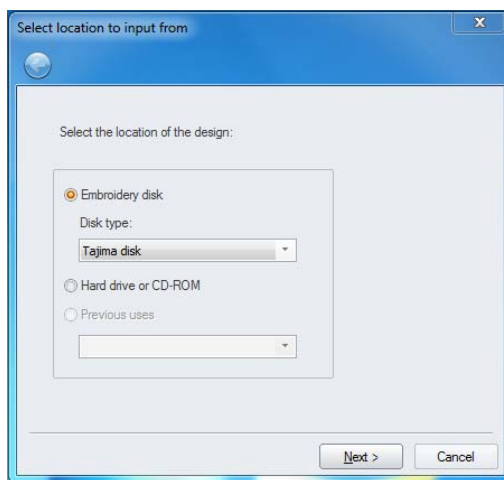 Select location to input from
Select the location of the design:
Embroidery disk
Disk type:
Tajima disk
Hard drive or CD-ROM
Previous uses
Next >
Cancel